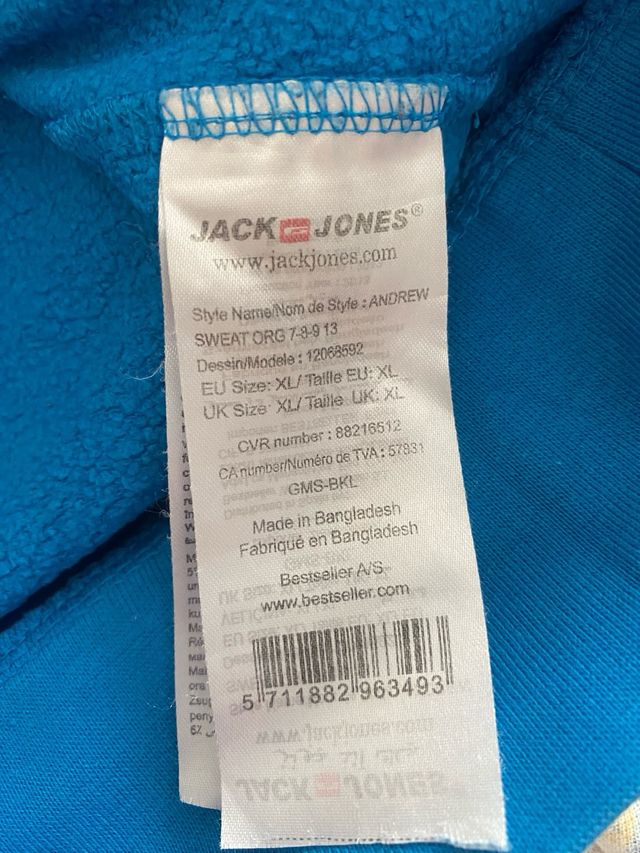 JACK JONES®
www.jackjones.com
Style Name/Nom de Style : ANDREW
SWEAT ORG 7-8-9 13
Dessin/Modele : 12068592
EU Size: XL/ Taille EU: XL
UK Size: XL/ Taille UK: XL
CVR number : 88216512
CA number/Numéro de TVA : 57831
GMS-BKL
Made in Bangladesh
Fabriqué en Bangladesh
Bestseller A/S
www.bestseller.com
5 711882 963493